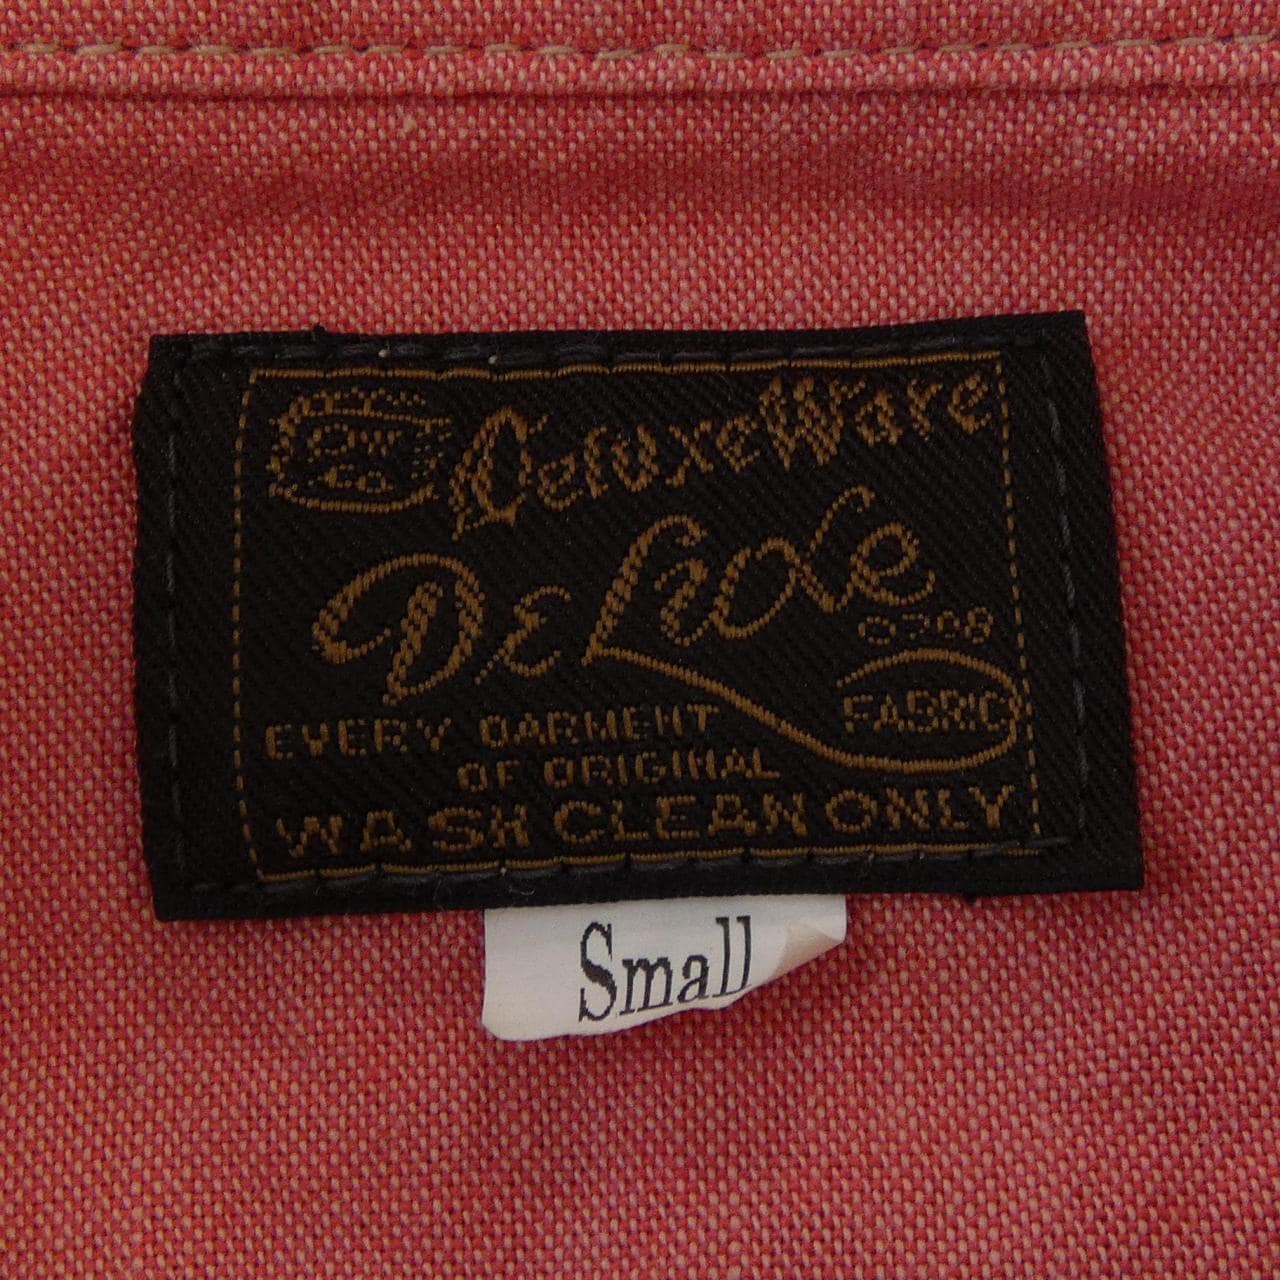 DeluxeWare
DELUXE
FABRIC
EVERY GARMENT
OF ORIGINAL
WASH CLEAN ONLY
Small